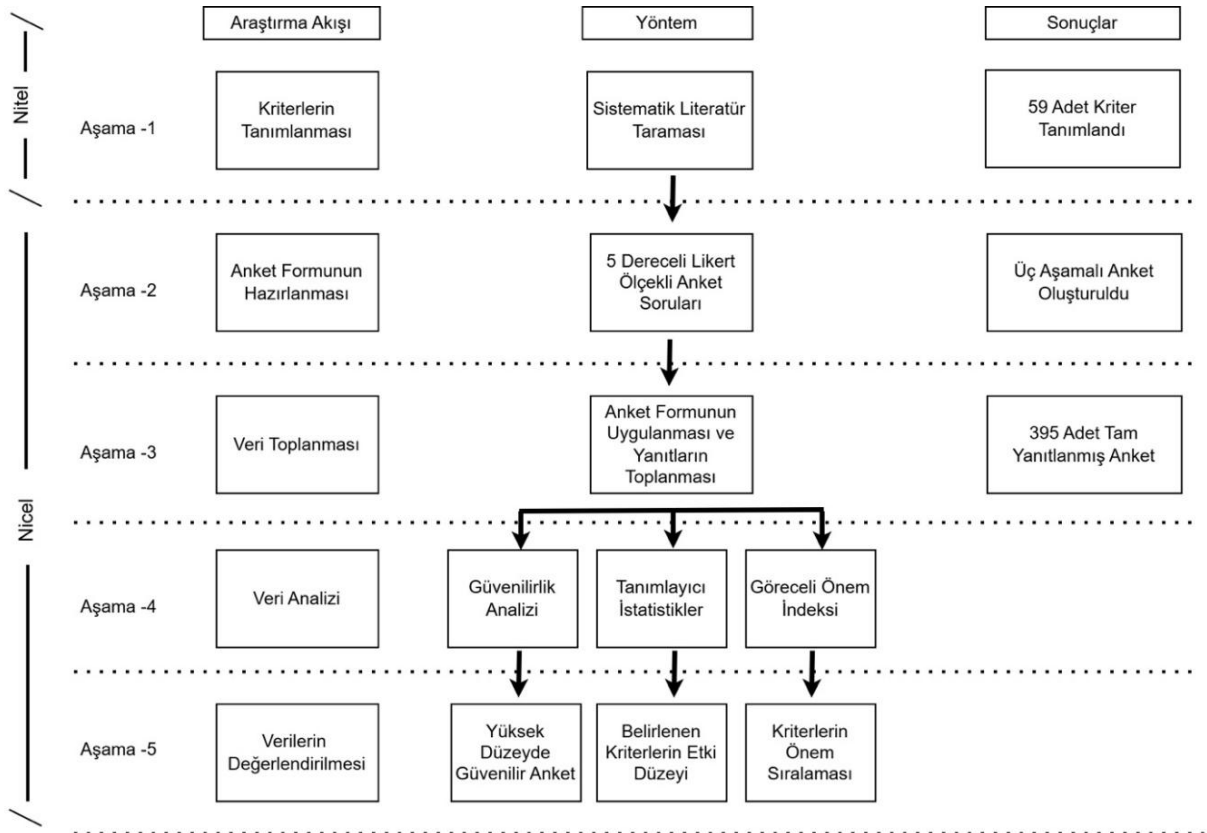 Araştırma Akışı
Yöntem
Sonuçlar
Nitel
Aşama -1
Kriterlerin
Tanımlanması
Sistematik Literatür
Taraması
59 Adet Kriter
Tanımlandı
Nicel
Aşama -2
Anket Formunun
Hazırlanması
5 Dereceli Likert
Ölçekli Anket
Soruları
Üç Aşamalı Anket
Oluşturuldu
Aşama -3
Veri Toplanması
Anket Formunun
Uygulanması ve
Yanıtların
Toplanması
395 Adet Tam
Yanıtlanmış Anket
Aşama -4
Veri Analizi
Güvenilirlik
Analizi
Tanımlayıcı
İstatistikler
Göreceli Önem
İndeksi
Aşama -5
Verilerin
Değerlendirilmesi
Yüksek
Düzeyde
Güvenilir Anket
Belirlenen
Kriterlerin Etki
Düzeyi
Kriterlerin
Önem
Sıralaması